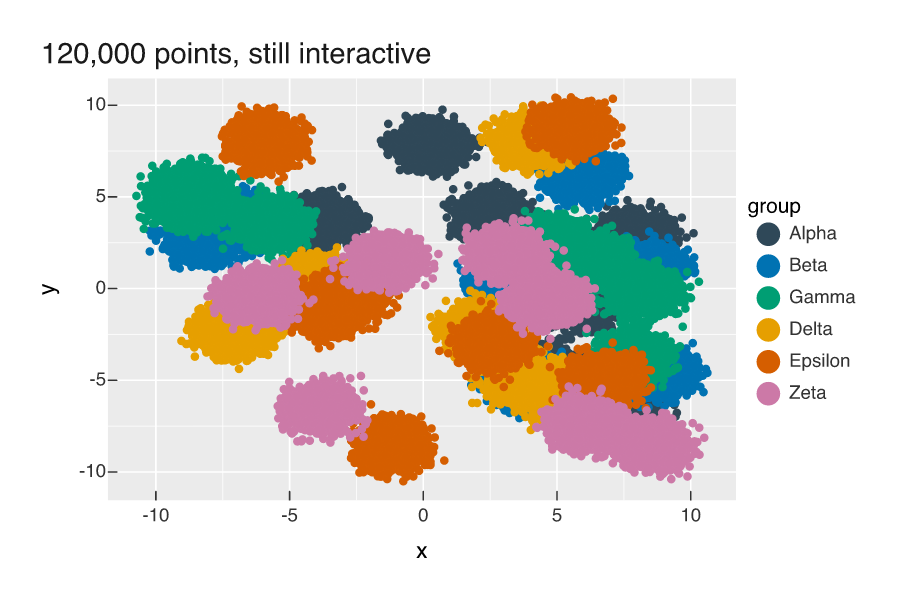 120,000 points, still interactive
10
5
0
-5
-10
y
-10 -5 0 5 10
x
group
Alpha
Beta
Gamma
Delta
Epsilon
Zeta